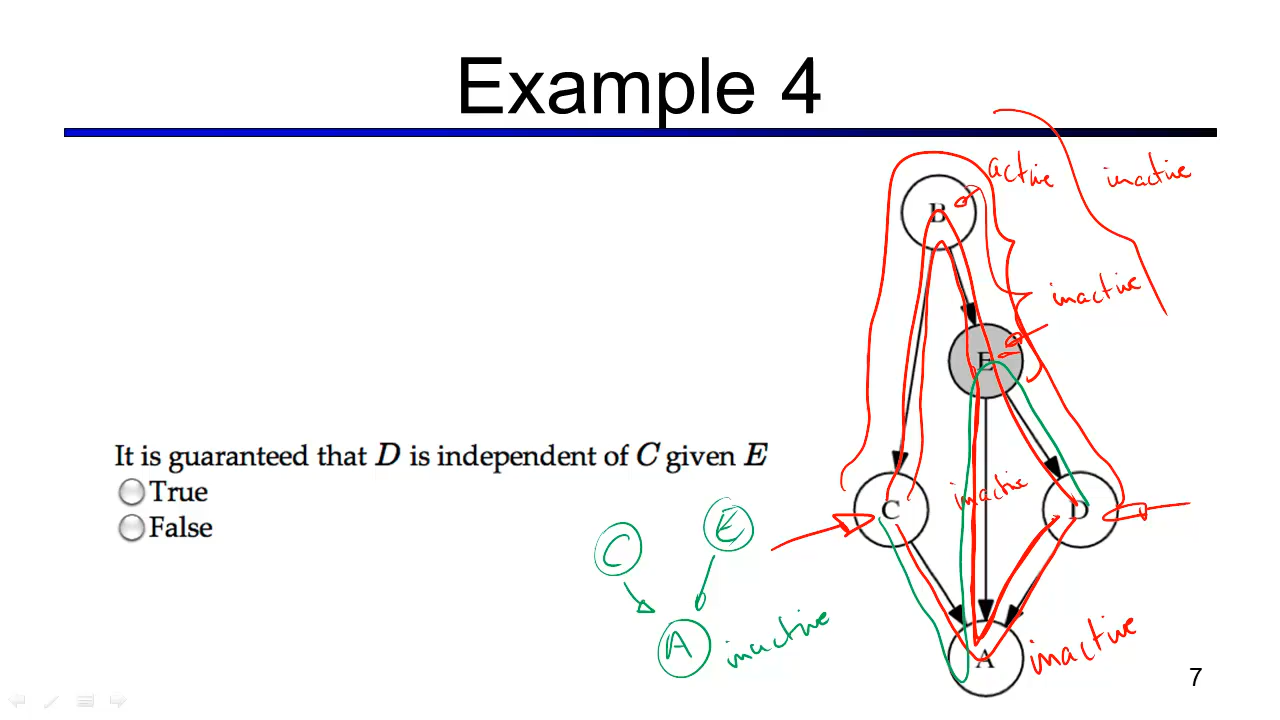 Example 4
active
inactive
B
inactive
E
It is guaranteed that D is independent of C given E
True
False
C
inactive
D
C
E
A
inactive
A
inactive
7